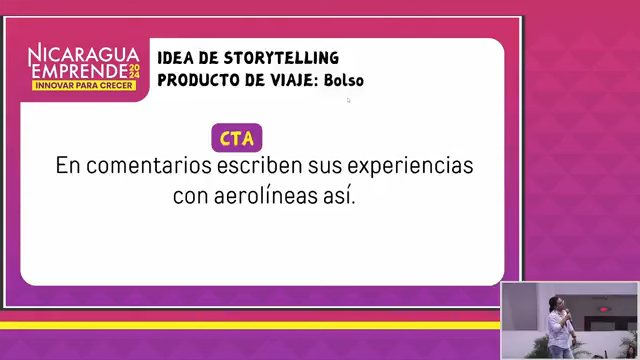 NICARAGUA
EMPRENDE 2024
INNOVAR PARA CRECER
IDEA DE STORYTELLING
PRODUCTO DE VIAJE: Bolso
CTA
En comentarios escriben sus experiencias
con aerolíneas así.